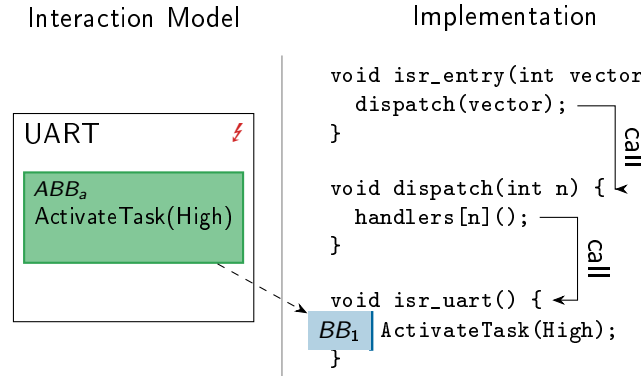 Interaction Model
Implementation
UART
ABBₐ
ActivateTask(High)
void isr_entry(int vector
dispatch(vector);
}
call
void dispatch(int n) {
handlers[n]();
}
call
void isr_uart() {
BB₁ ActivateTask(High);
}